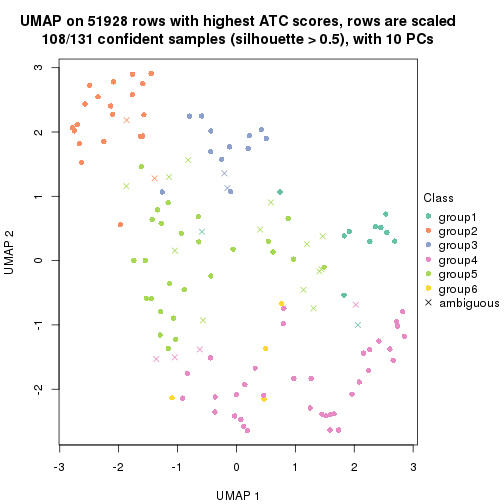 UMAP on 51928 rows with highest ATC scores, rows are scaled
108/131 confident samples (silhouette > 0.5), with 10 PCs
3
2
1
0
-1
-2
UMAP 2
-3
-2
-1
0
1
2
3
UMAP 1
Class
group1
group2
group3
group4
group5
group6
ambiguous